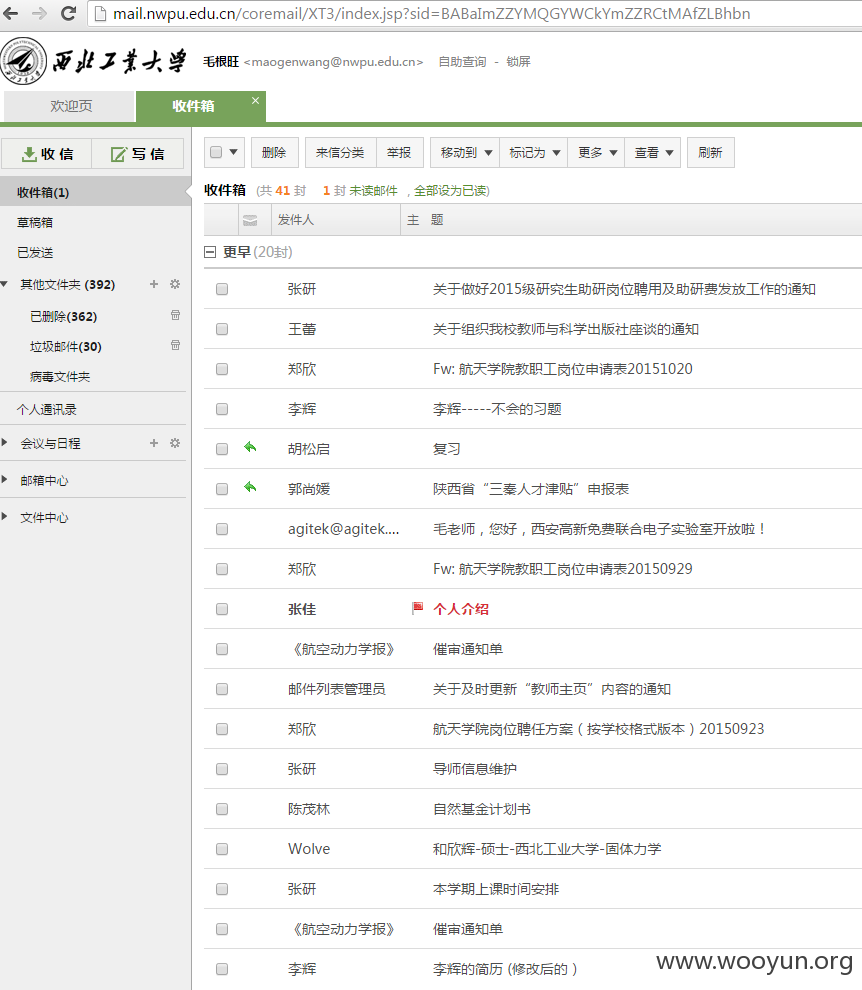 mail.nwpu.edu.cn/coremail/XT3/index.jsp?sid=BABaImZZYMQGYWCkYmZZRCtMAfZLBhbn
西北工业大学 毛根旺 <maogenwang@nwpu.edu.cn> 自助查询 - 锁屏
欢迎页 收件箱 ×
收信 写信 删除 来信分类 举报 移动到 标记为 更多 查看 刷新
收件箱(1)
草稿箱
已发送
其他文件夹 (392)
已删除(362)
垃圾邮件(30)
病毒文件夹
个人通讯录
会议与日程
邮箱中心
文件中心
收件箱 (共 41 封 1 封 未读邮件 ，全部设为已读)
发件人 主 题
更早(20封)
张研 关于做好2015级研究生助研岗位聘用及助研费发放工作的通知
王蕾 关于组织我校教师与科学出版社座谈的通知
郑欣 Fw: 航天学院教职工岗位申请表20151020
李辉 李辉-----不会的习题
胡松启 复习
郭尚媛 陕西省“三秦人才津贴”申报表
agitek@agitek.... 毛老师，您好，西安高新免费联合电子实验室开放啦！
郑欣 Fw: 航天学院教职工岗位申请表20150929
张佳 个人介绍
《航空动力学报》 催审通知单
邮件列表管理员 关于及时更新“教师主页”内容的通知
郑欣 航天学院岗位聘任方案（按学校格式版本）20150923
张研 导师信息维护
陈茂林 自然基金计划书
Wolve 和欣辉-硕士-西北工业大学-固体力学
张研 本学期上课时间安排
《航空动力学报》 催审通知单
李辉 李辉的简历 (修改后的 )
www.wooyun.org